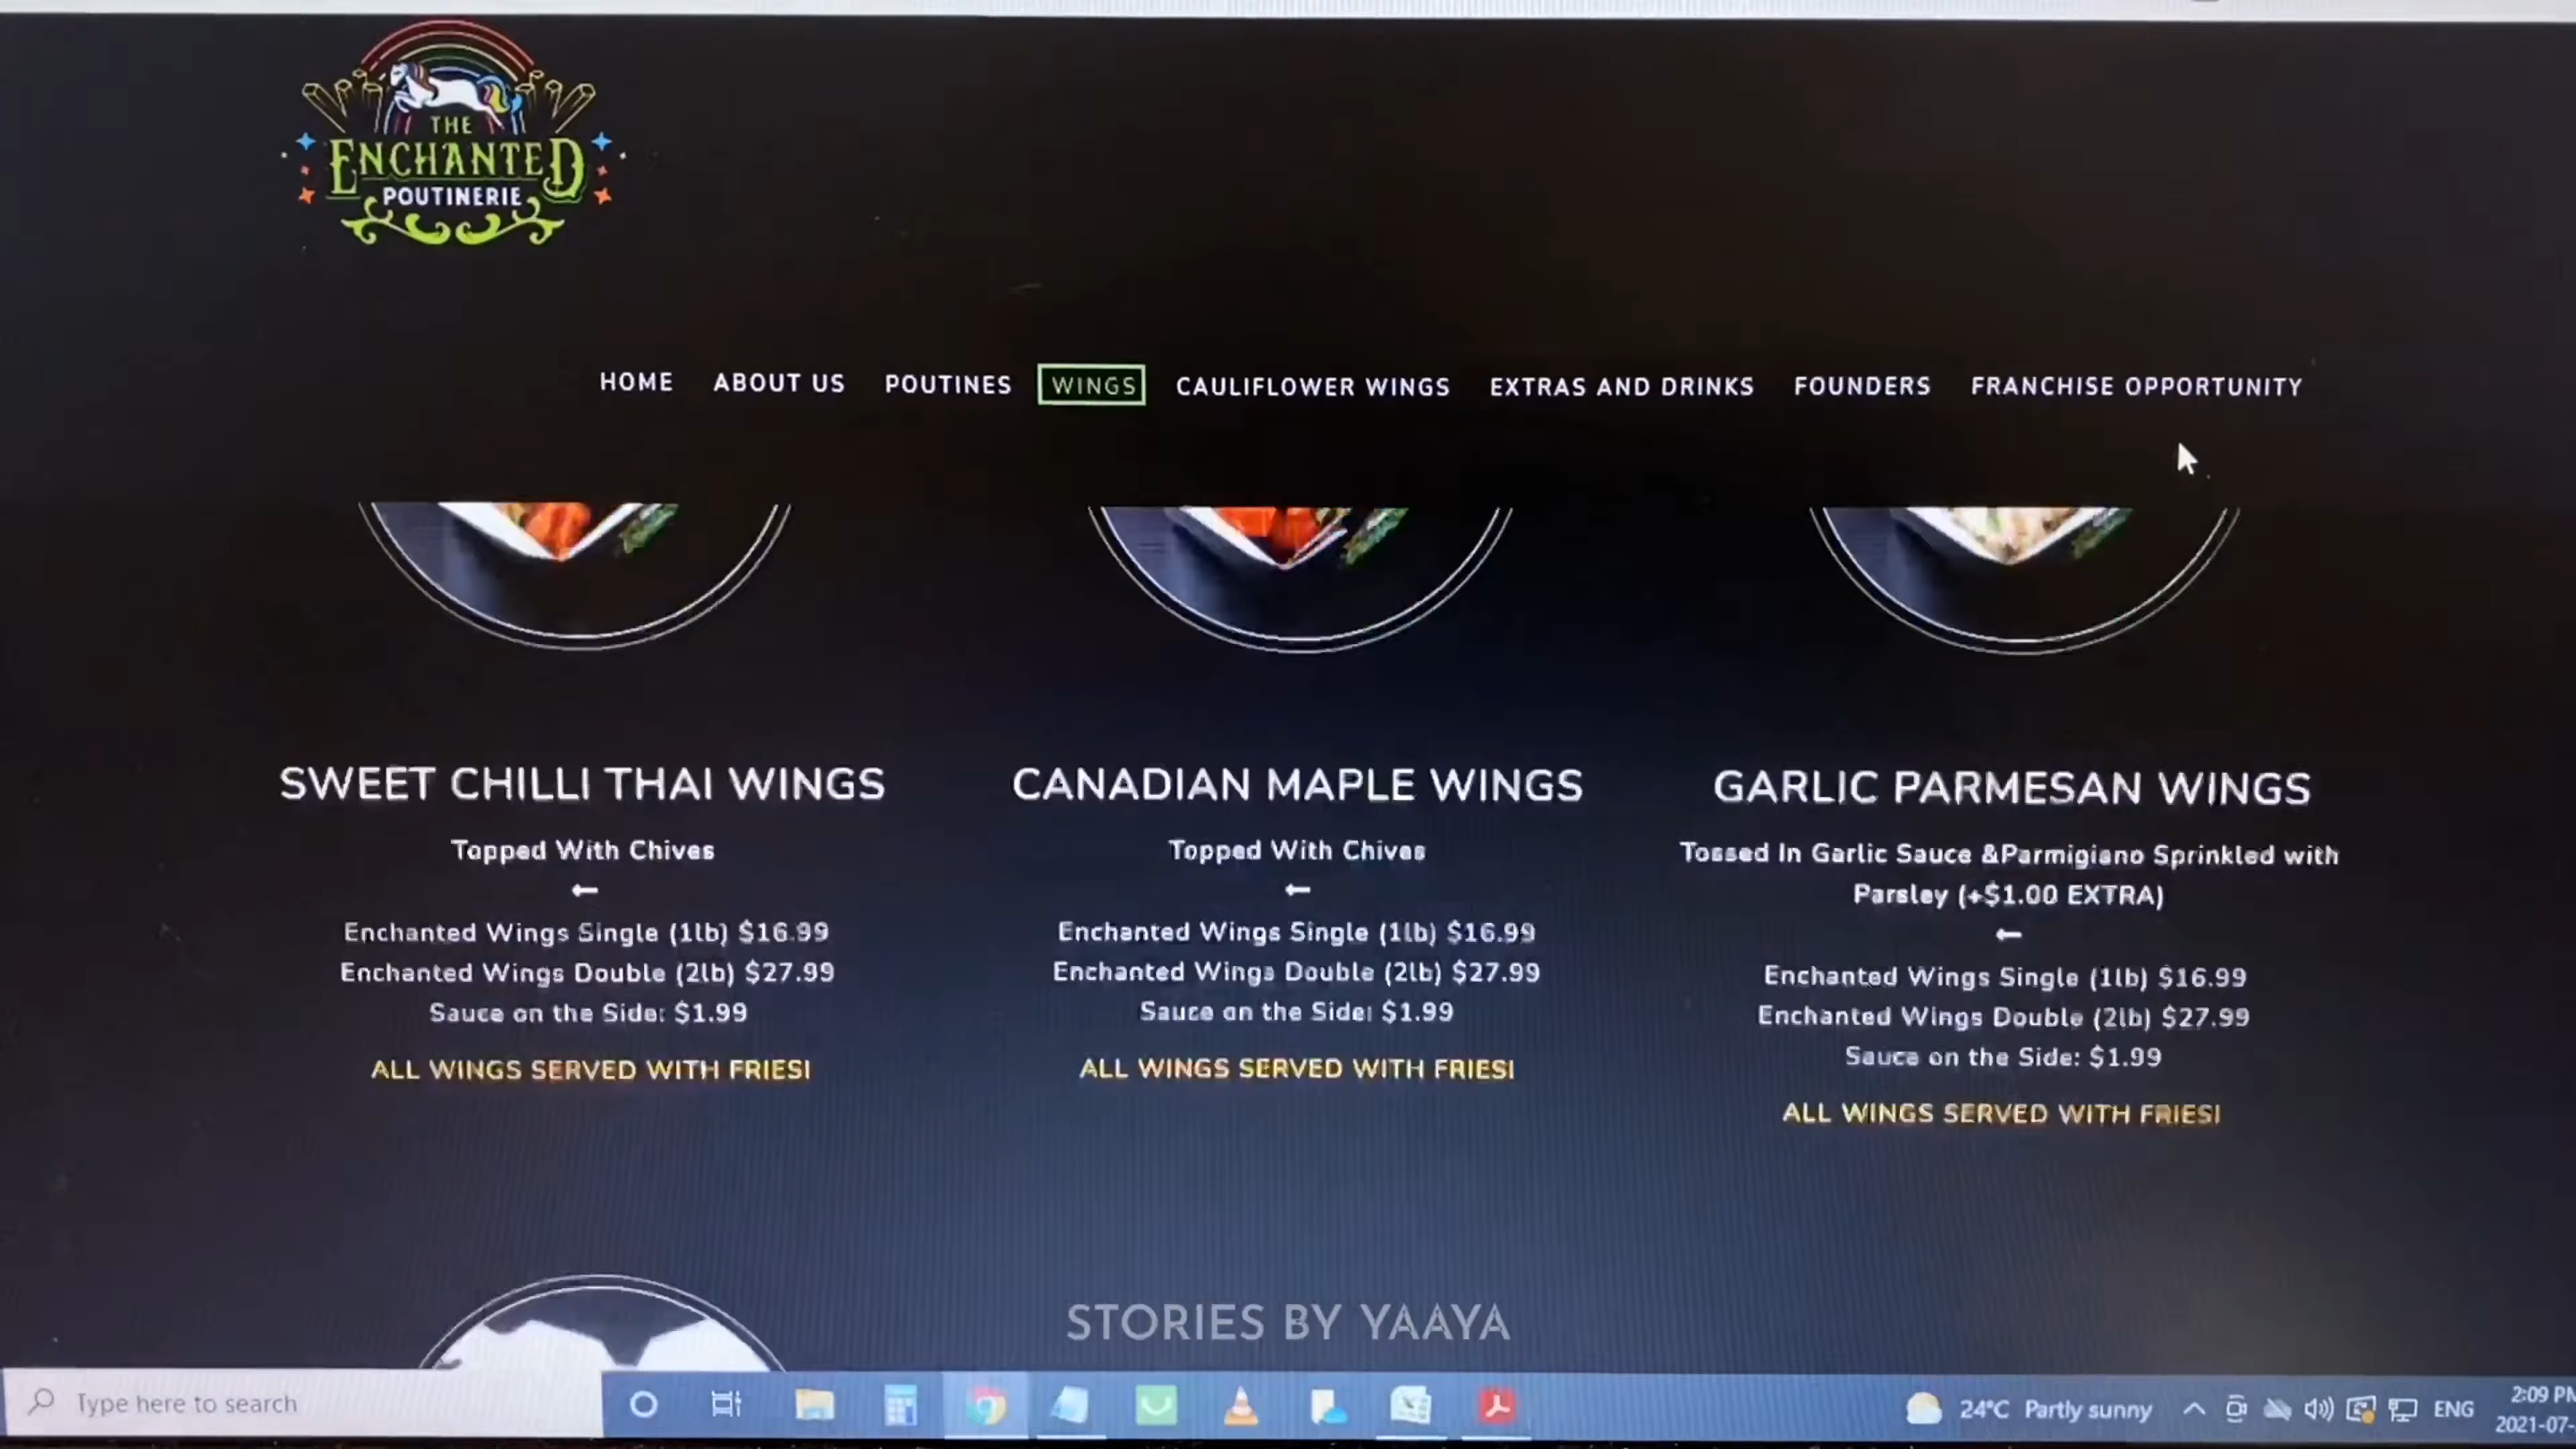 THE
ENCHANTED
POUTINERIE
HOME ABOUT US POUTINES WINGS CAULIFLOWER WINGS EXTRAS AND DRINKS FOUNDERS FRANCHISE OPPORTUNITY
SWEET CHILLI THAI WINGS
Topped With Chives
Enchanted Wings Single (1lb) $16.99
Enchanted Wings Double (2lb) $27.99
Sauce on the Side: $1.99
ALL WINGS SERVED WITH FRIES!
CANADIAN MAPLE WINGS
Topped With Chives
Enchanted Wings Single (1lb) $16.99
Enchanted Wings Double (2lb) $27.99
Sauce on the Side: $1.99
ALL WINGS SERVED WITH FRIES!
GARLIC PARMESAN WINGS
Tossed In Garlic Sauce &Parmigiano Sprinkled with
Parsley (+$1.00 EXTRA)
Enchanted Wings Single (1lb) $16.99
Enchanted Wings Double (2lb) $27.99
Sauce on the Side: $1.99
ALL WINGS SERVED WITH FRIES!
STORIES BY YAAYA
Type here to search
24°C Partly sunny
ENG
2:09 PM
2021-07-